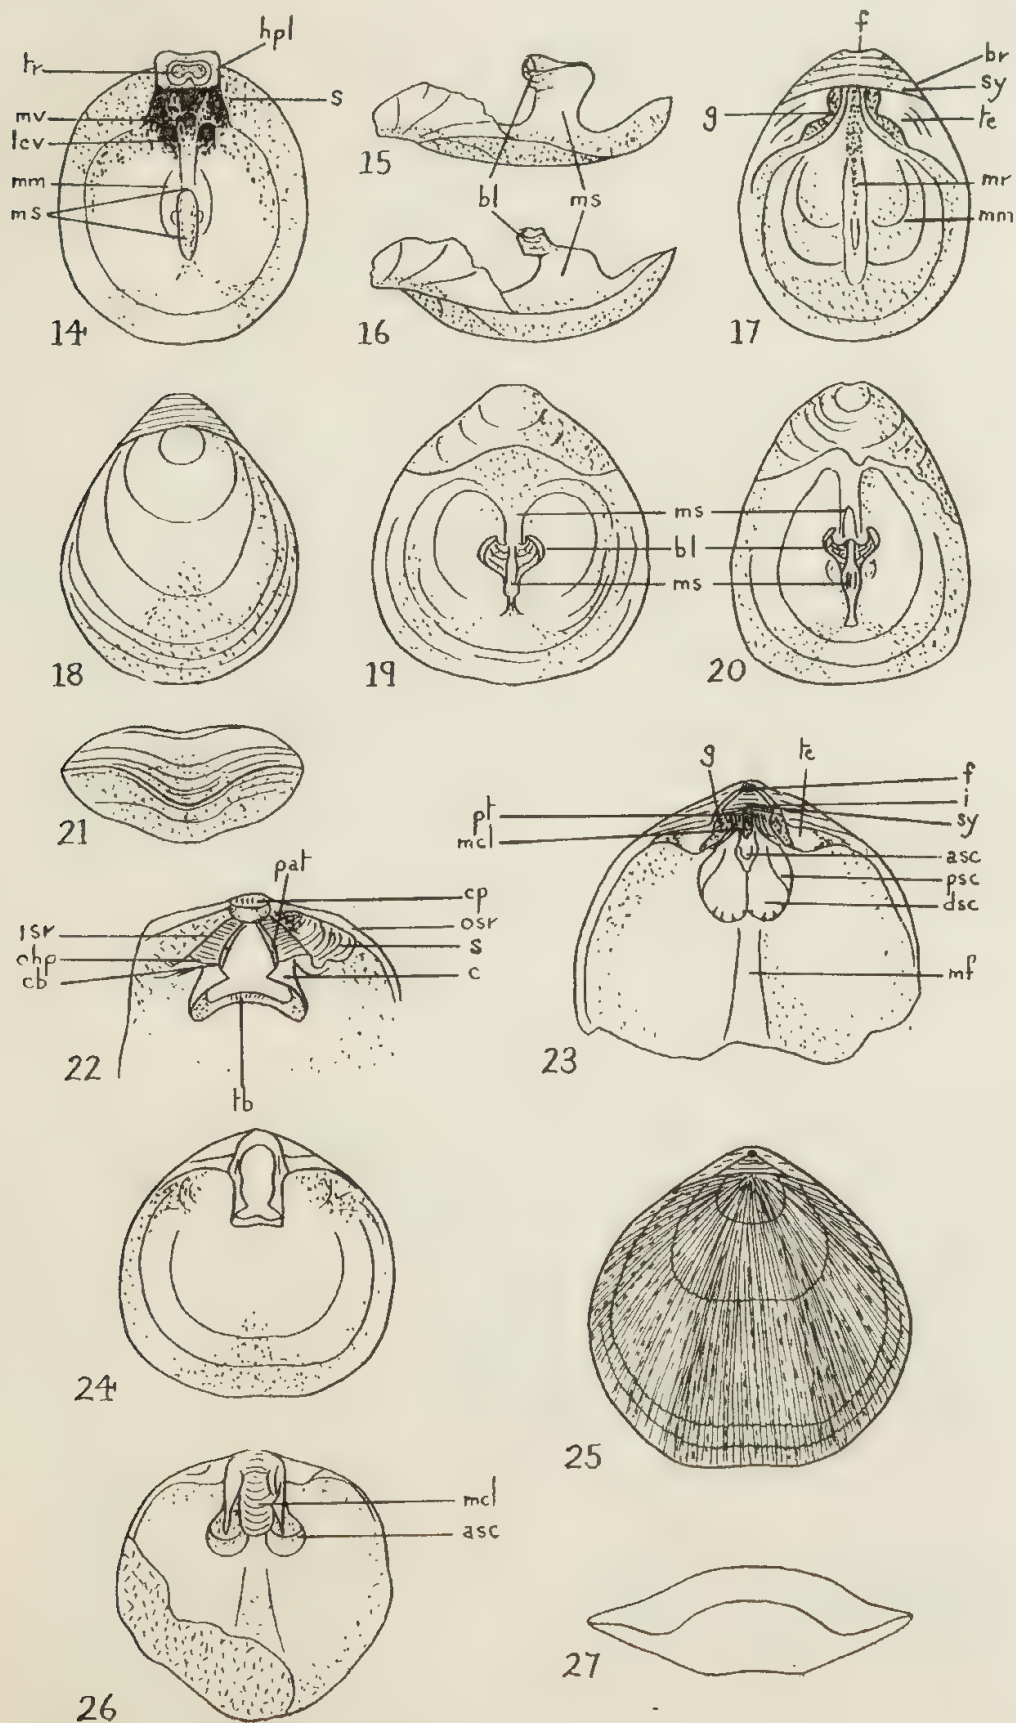 hpl
tr
s
mv
lcv
mm
ms
14
15
bl
ms
16
f
br
sy
g
te
mr
mm
17
18
19
ms
bl
ms
20
21
pat
cp
isr
osr
ohp
s
cb
c
22
tb
g
te
f
pt
i
sy
mcl
asc
psc
dsc
mf
23
24
25
mcl
asc
26
27